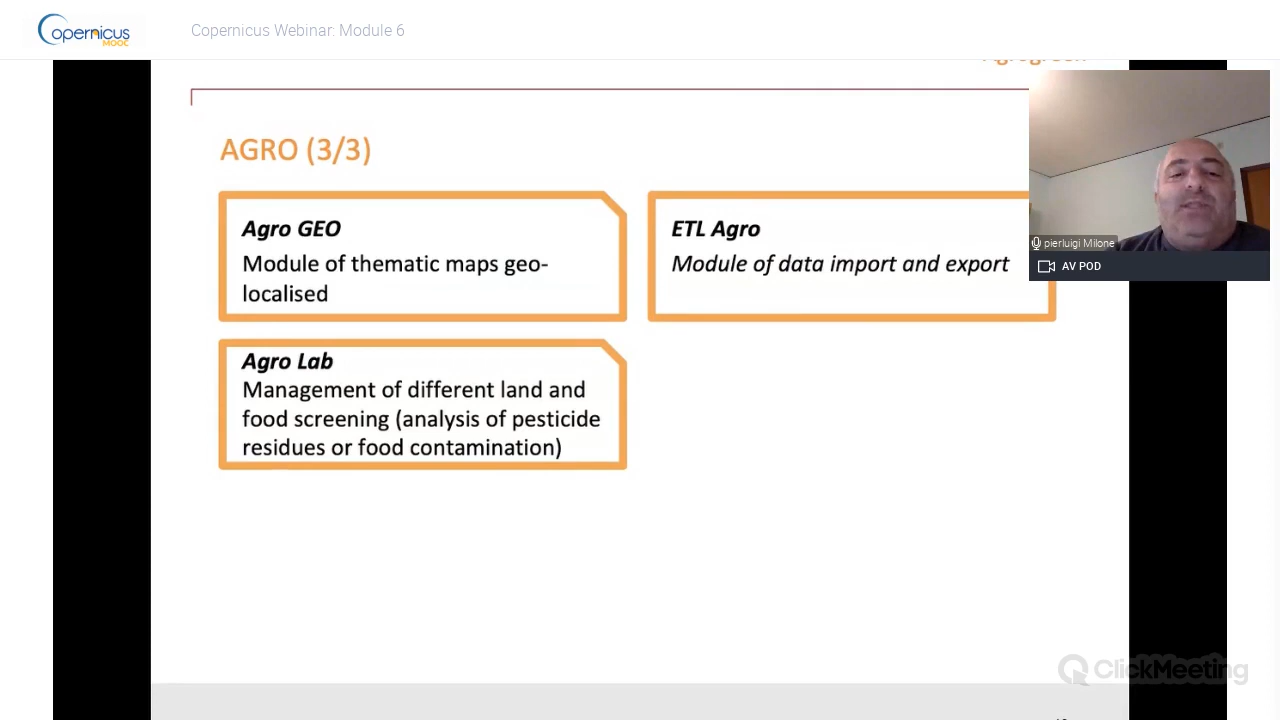 Copernicus
MOOC
Copernicus Webinar: Module 6
AGRO (3/3)
Agro GEO
Module of thematic maps geo-
localised
ETL Agro
Module of data import and export
pierluigi Milone
AV POD
Agro Lab
Management of different land and
food screening (analysis of pesticide
residues or food contamination)
ClickMeeting